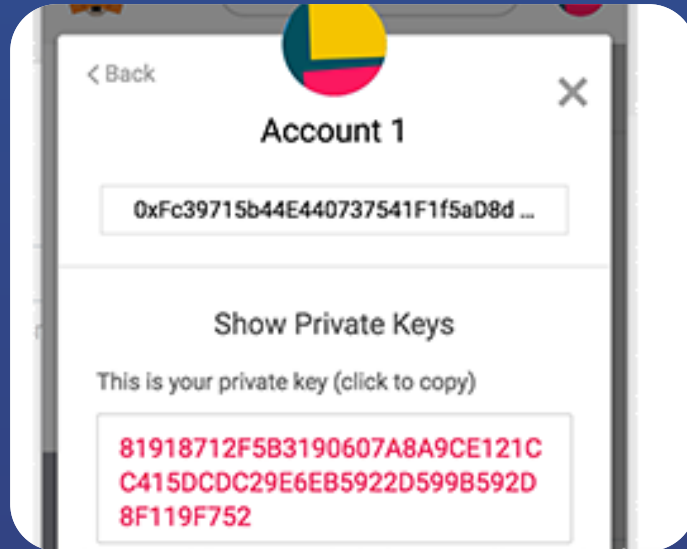 < Back
Account 1
0xFc39715b44E440737541F1f5aD8d ...
Show Private Keys
This is your private key (click to copy)
81918712F5B3190607A8A9CE121C
C415DCDC29E6EB5922D599B592D
8F119F752